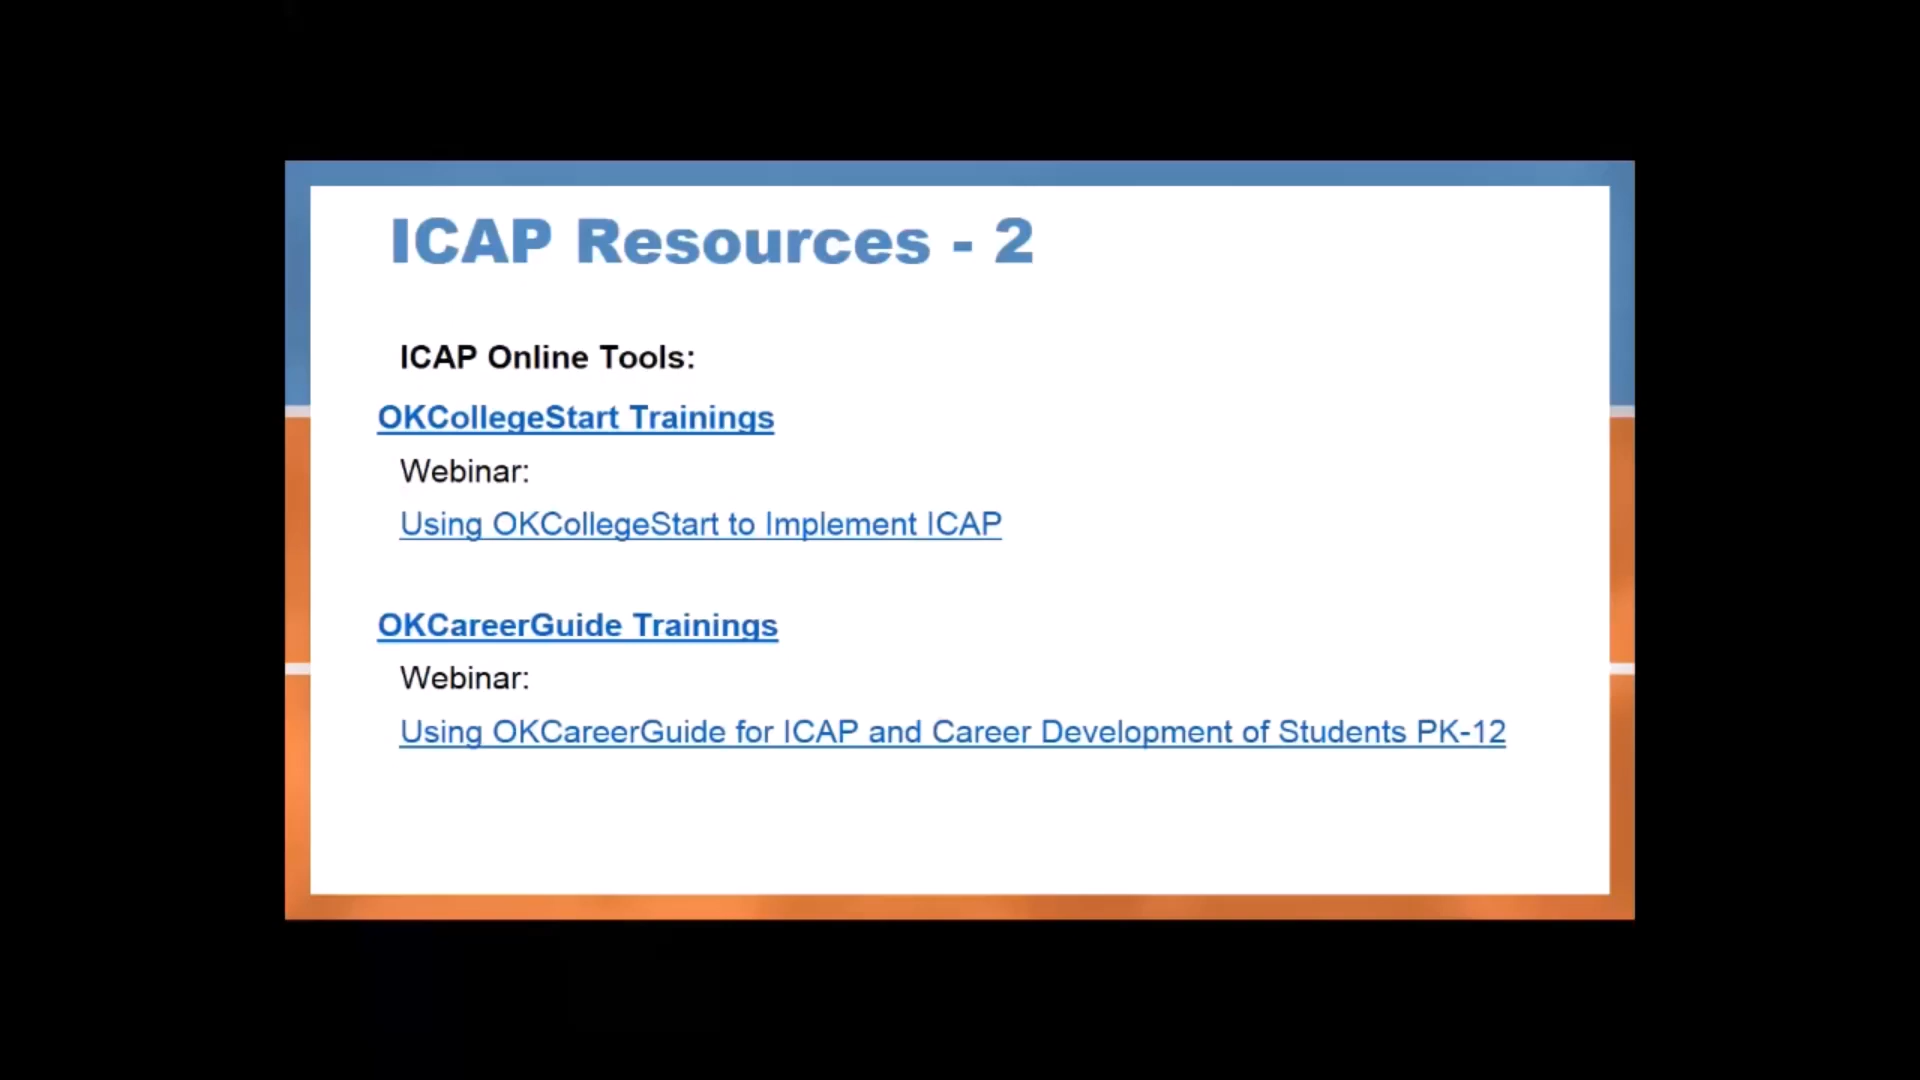 ICAP Resources - 2
ICAP Online Tools:
OKCollegeStart Trainings
Webinar:
Using OKCollegeStart to Implement ICAP
OKCareerGuide Trainings
Webinar:
Using OKCareerGuide for ICAP and Career Development of Students PK-12